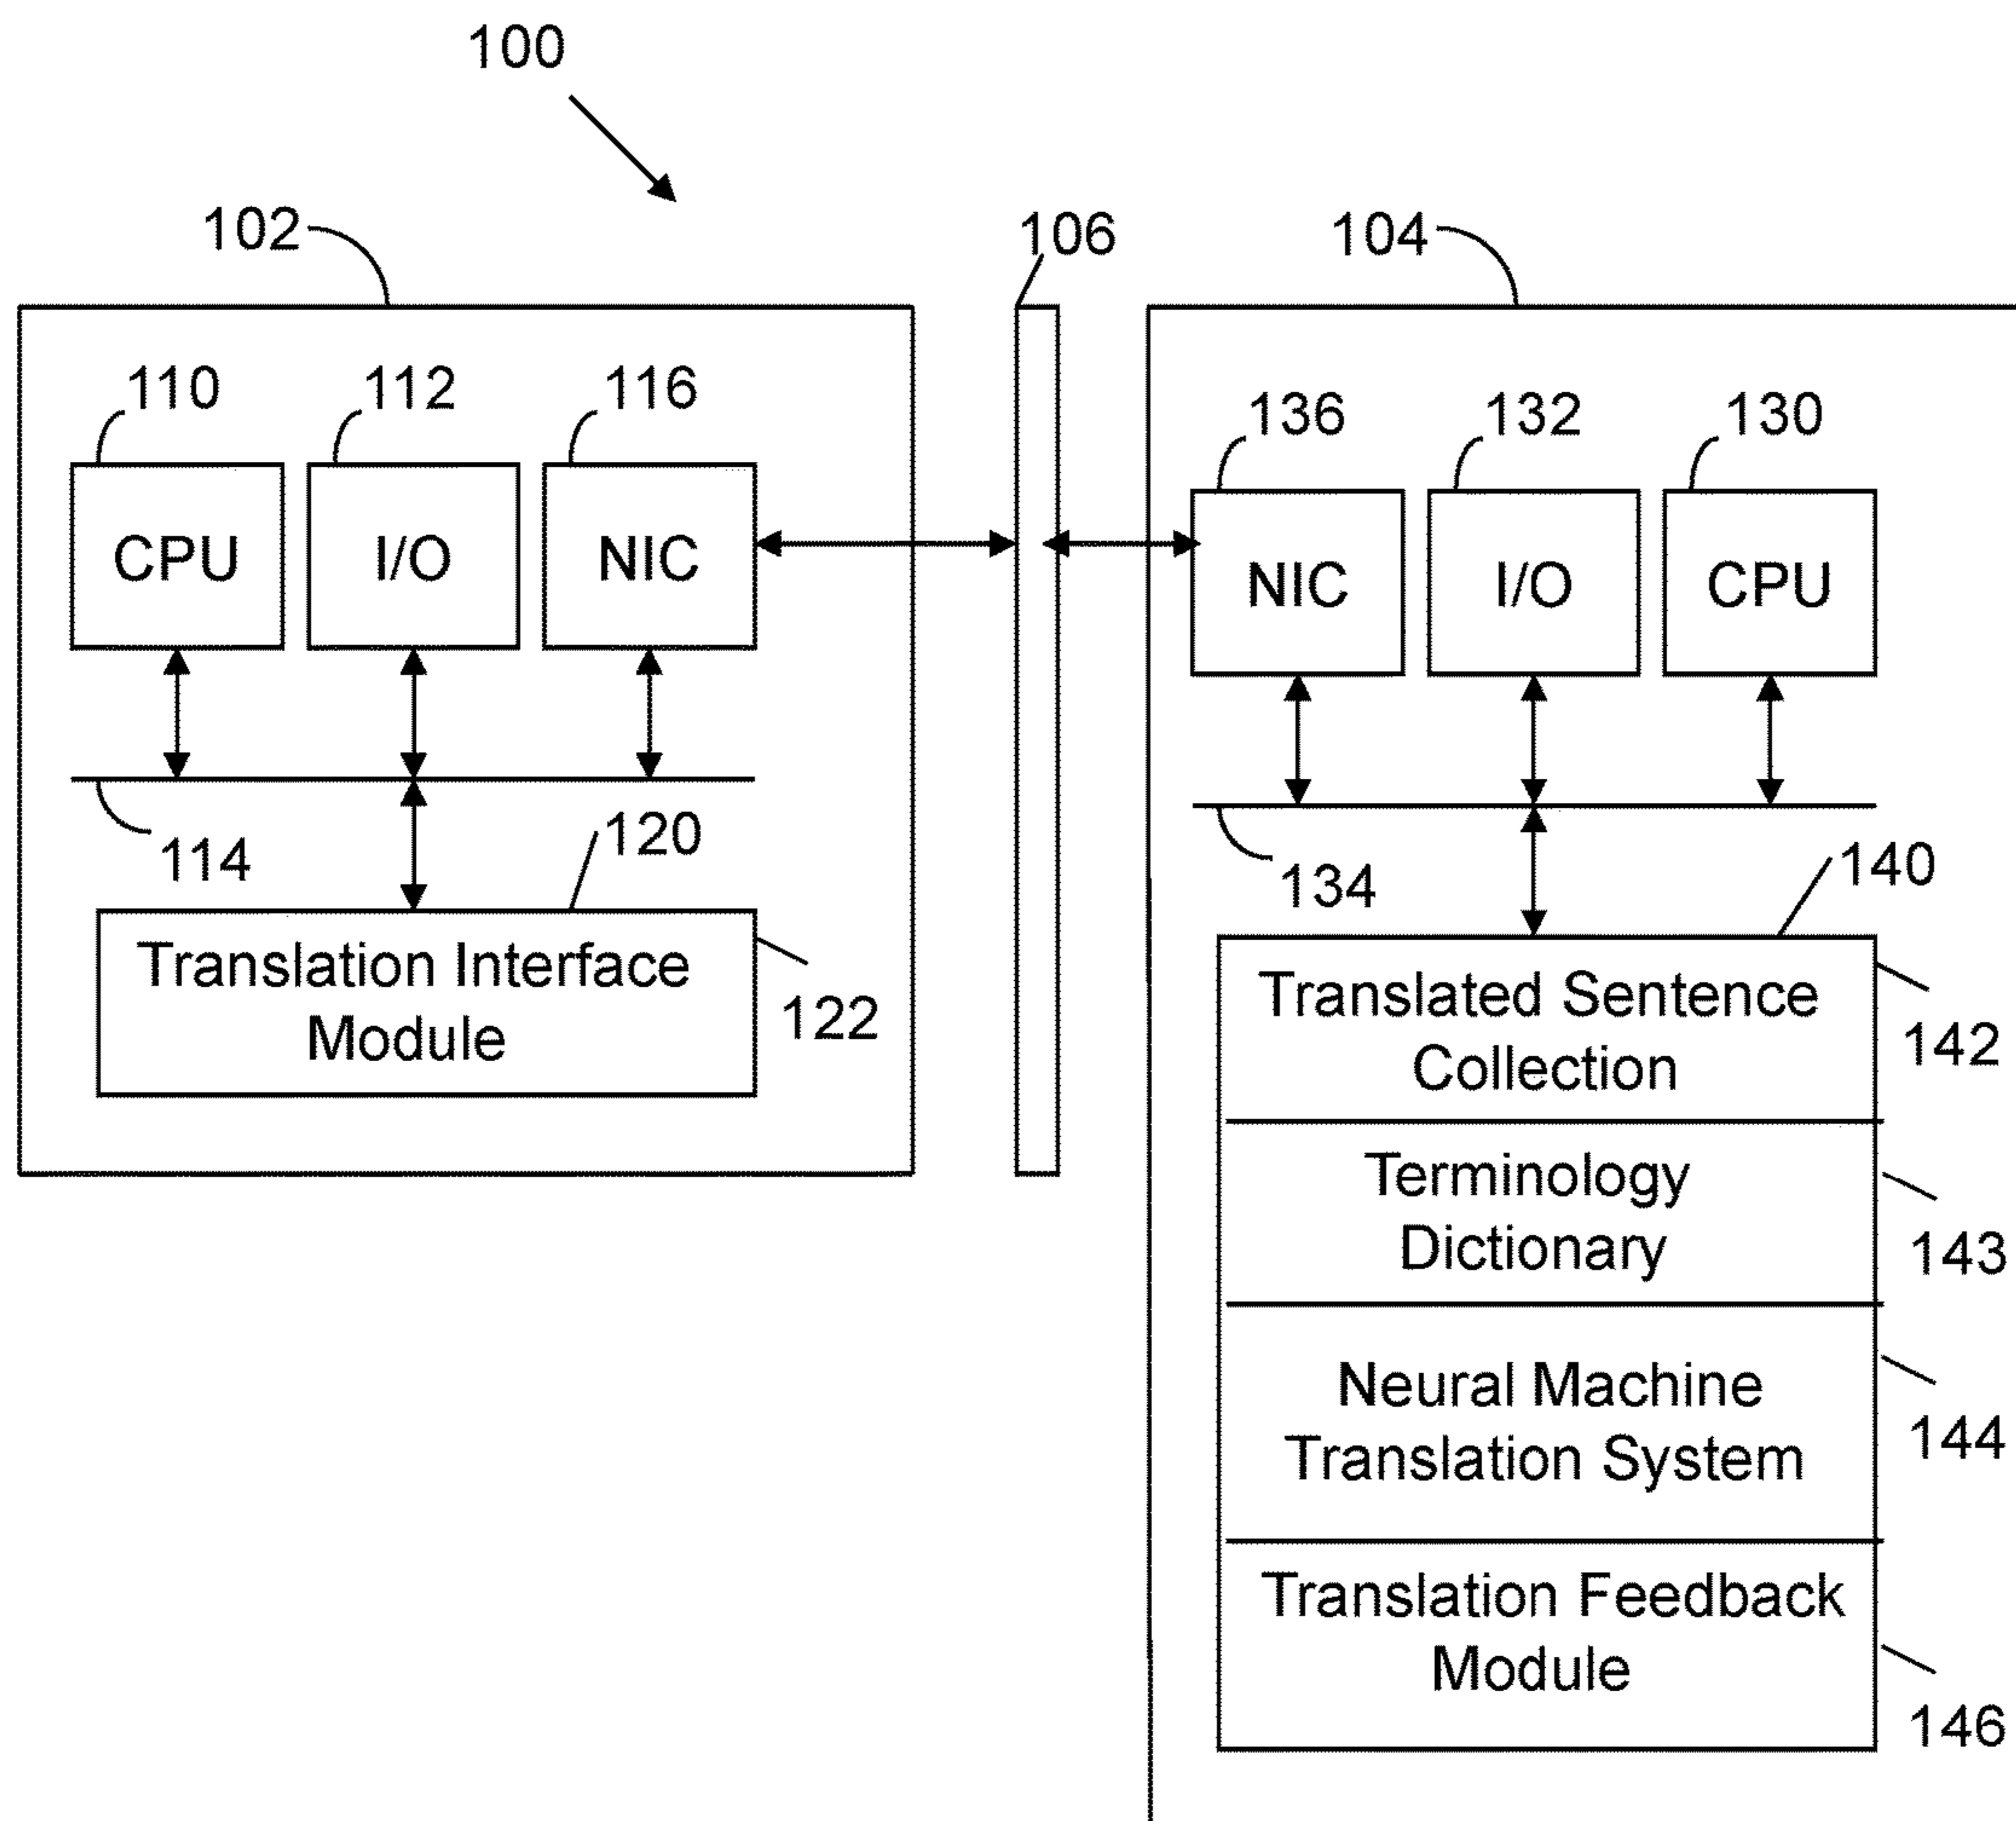 100
102
106
104
110
112
116
136
132
130
CPU
I/O
NIC
NIC
I/O
CPU
114
120
134
140
Translation Interface
Module
122
Translated Sentence
Collection
142
Terminology
Dictionary
143
Neural Machine
Translation System
144
Translation Feedback
Module
146